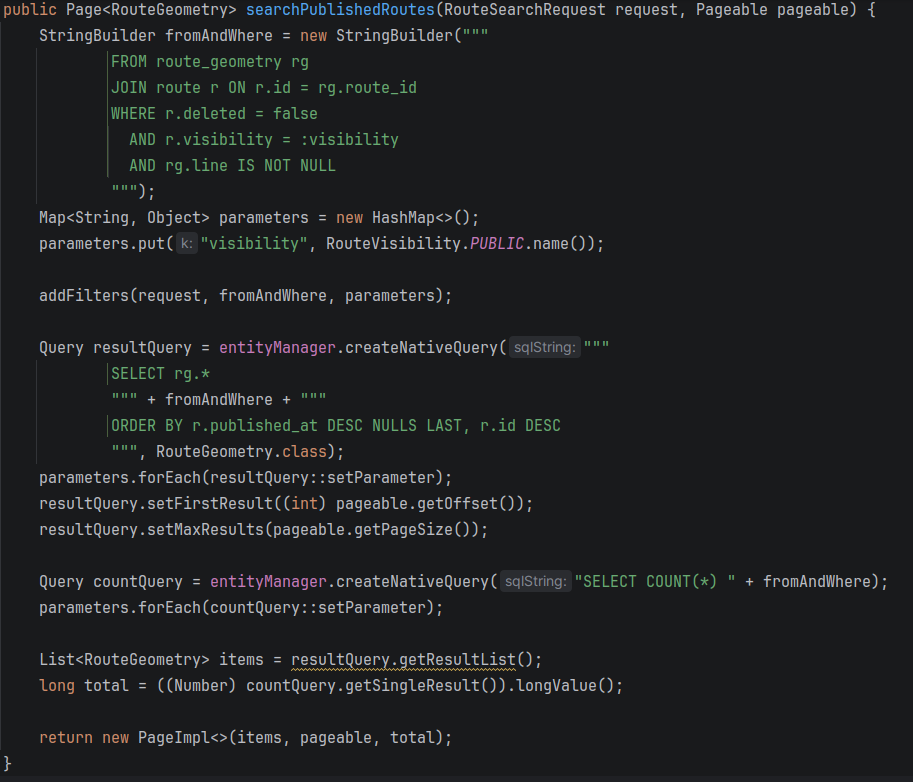 public Page<RouteGeometry> searchPublishedRoutes(RouteSearchRequest request, Pageable pageable) {
    StringBuilder fromAndWhere = new StringBuilder("""
            FROM route_geometry rg
            JOIN route r ON r.id = rg.route_id
            WHERE r.deleted = false
              AND r.visibility = :visibility
              AND rg.line IS NOT NULL
            """);
    Map<String, Object> parameters = new HashMap<>();
    parameters.put( k: "visibility", RouteVisibility.PUBLIC.name());

    addFilters(request, fromAndWhere, parameters);

    Query resultQuery = entityManager.createNativeQuery( sqlString: """
            SELECT rg.*
            """ + fromAndWhere + """
            ORDER BY r.published_at DESC NULLS LAST, r.id DESC
            """, RouteGeometry.class);
    parameters.forEach(resultQuery::setParameter);
    resultQuery.setFirstResult((int) pageable.getOffset());
    resultQuery.setMaxResults(pageable.getPageSize());

    Query countQuery = entityManager.createNativeQuery( sqlString: "SELECT COUNT(*) " + fromAndWhere);
    parameters.forEach(countQuery::setParameter);

    List<RouteGeometry> items = resultQuery.getResultList();
    long total = ((Number) countQuery.getSingleResult()).longValue();

    return new PageImpl<>(items, pageable, total);
}